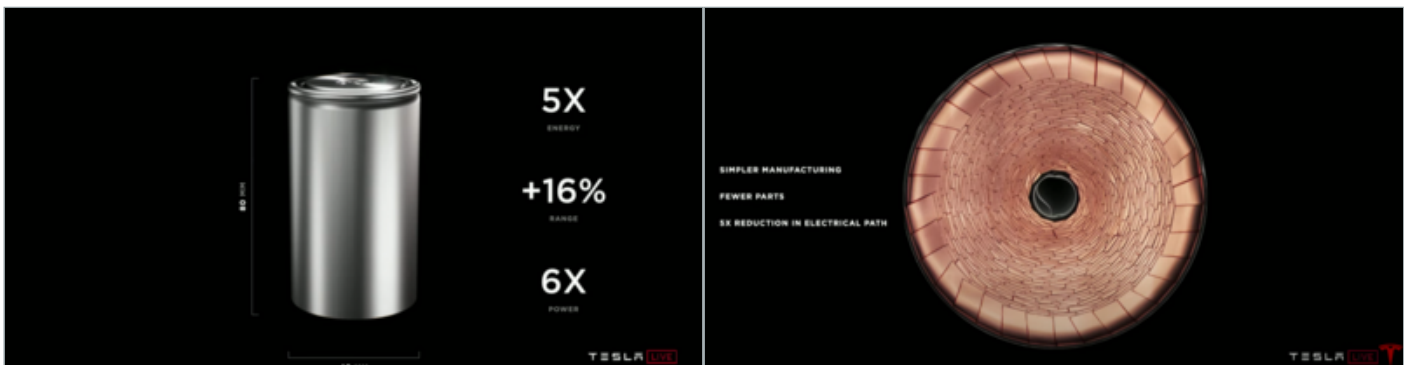 80 MM
5X
ENERGY
+16%
RANGE
6X
POWER
TESLA LIVE
SIMPLER MANUFACTURING
FEWER PARTS
5X REDUCTION IN ELECTRICAL PATH
TESLA LIVE